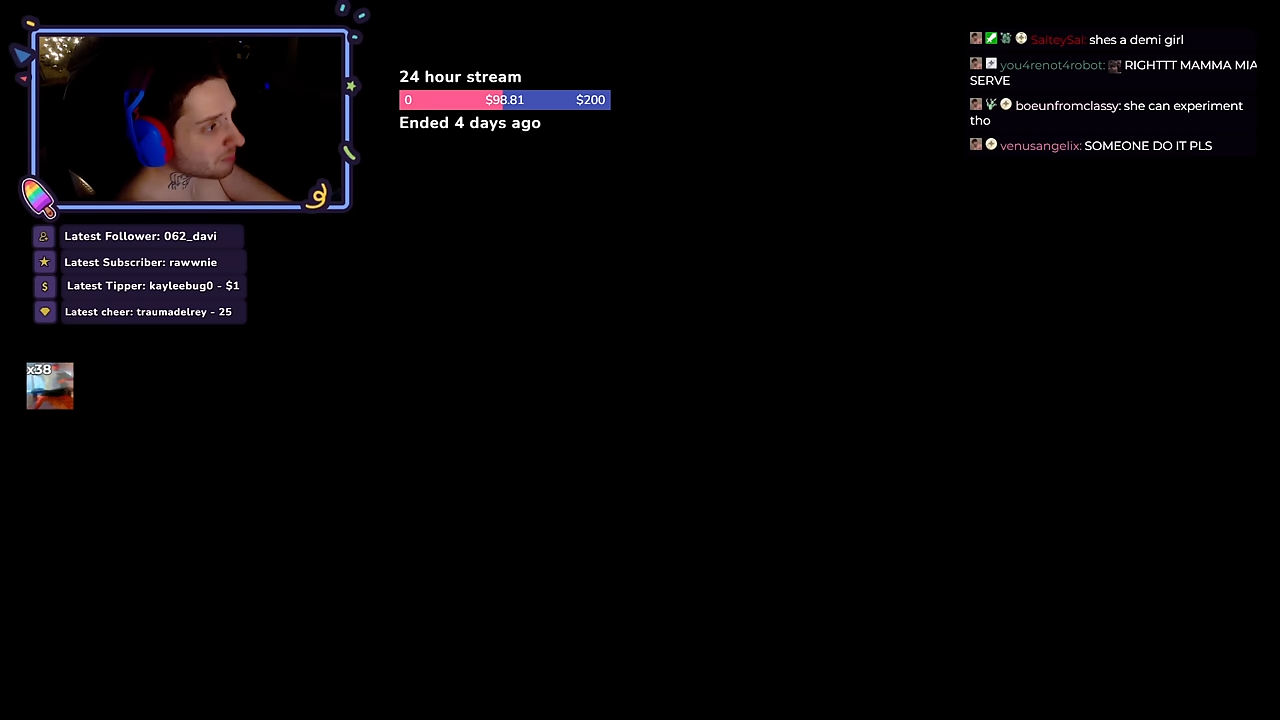 24 hour stream
0 $98.81 $200
Ended 4 days ago
Latest Follower: 062_davi
Latest Subscriber: rawwnie
Latest Tipper: kayleebug0 - $1
Latest cheer: traumadelrey - 25
x38
SalteySal: shes a demi girl
you4renot4robot: RIGHTTT MAMMA MIA
SERVE
boeunfromclassy: she can experiment
tho
venusangelix: SOMEONE DO IT PLS